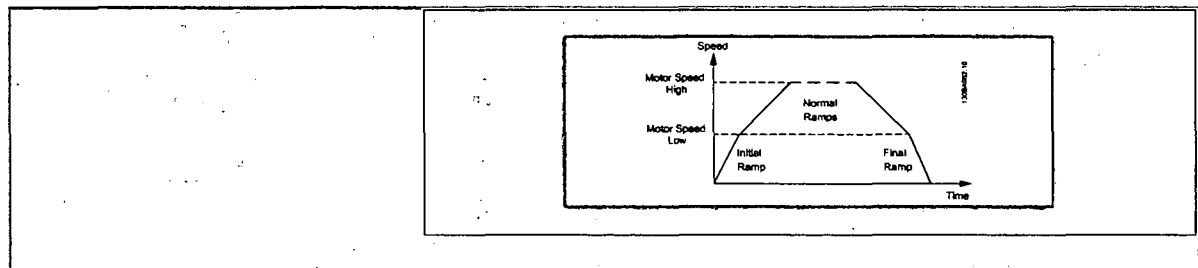 Speed
Motor Speed
High
Normal
Ramps
Motor Speed
Low
Initial
Ramp
Final
Ramp
Time